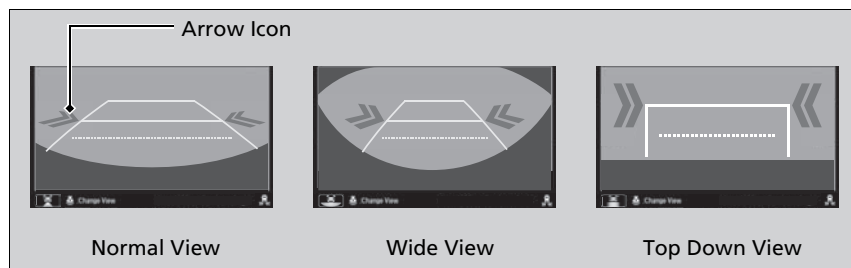 Arrow Icon
Change View
Change View
Change View
Normal View
Wide View
Top Down View